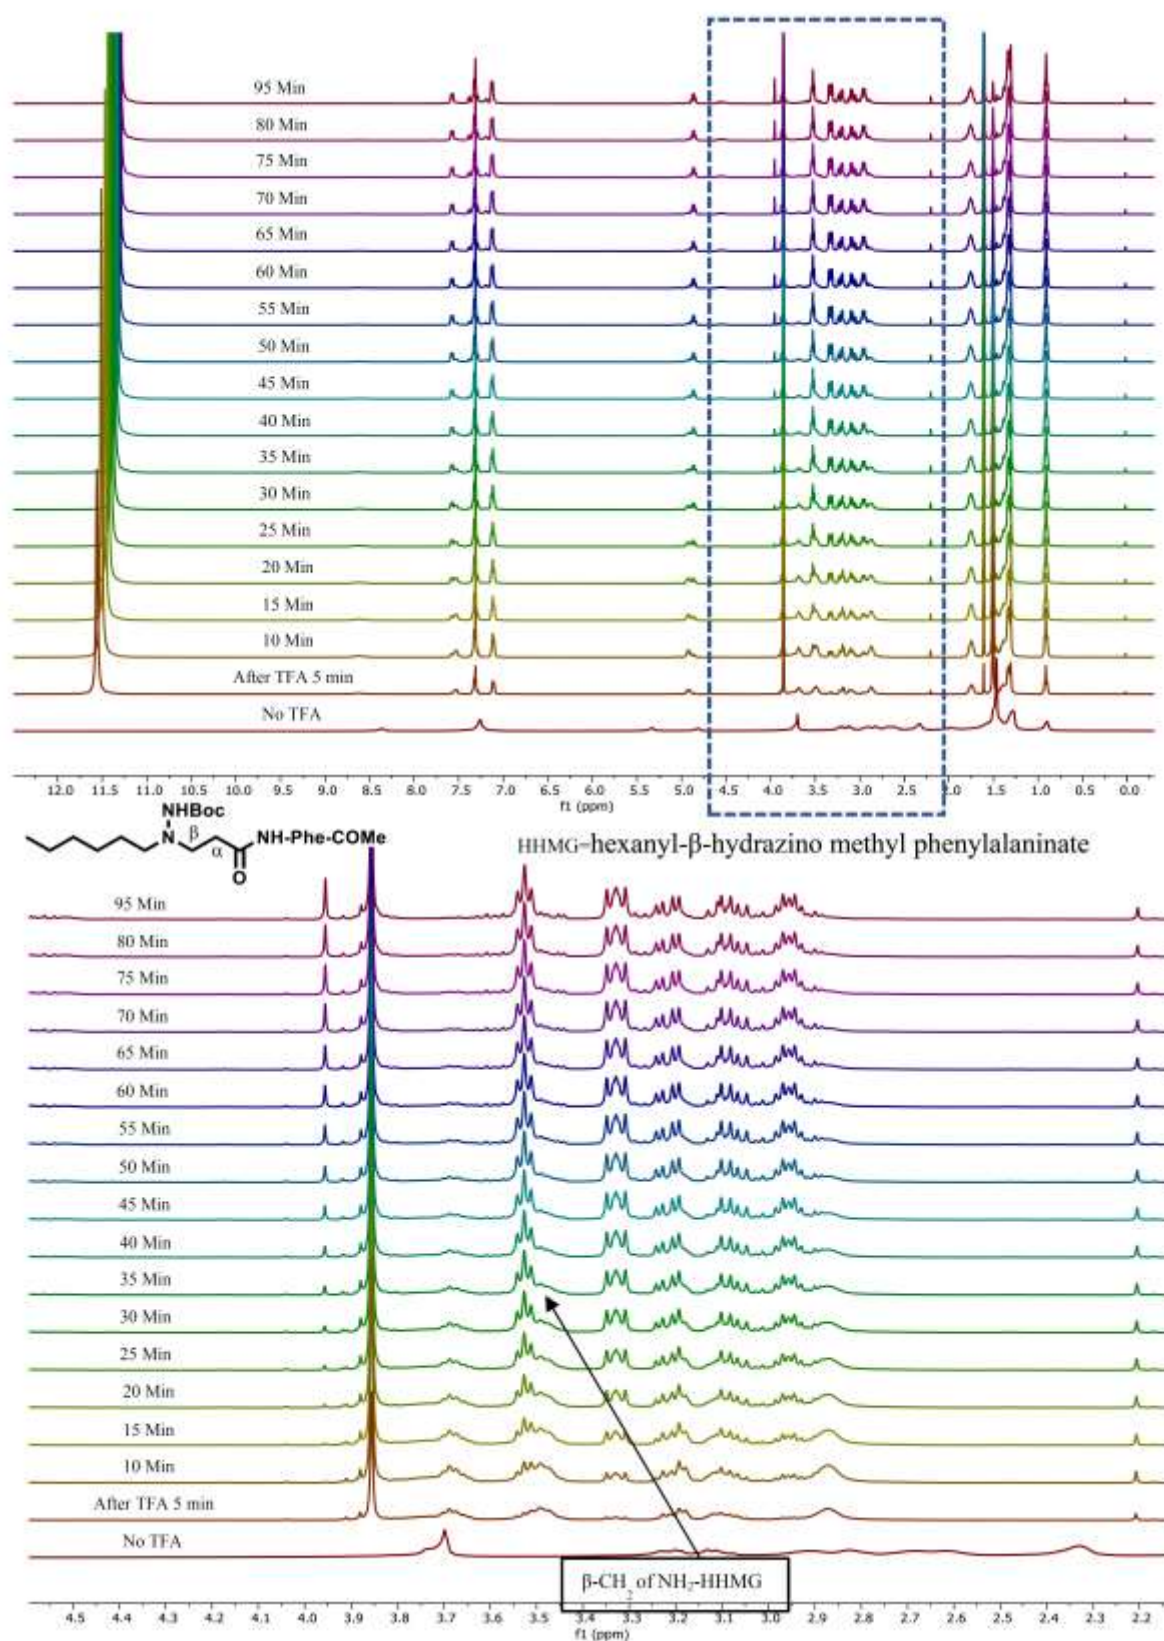 95 Min
80 Min
75 Min
70 Min
65 Min
60 Min
55 Min
50 Min
45 Min
40 Min
35 Min
30 Min
25 Min
20 Min
15 Min
10 Min
After TFA 5 min
No TFA
12.0 11.5 11.0 10.5 10.0 9.5 9.0 8.5 8.0 7.5 7.0 6.5 6.0 5.5 5.0 4.5 4.0 3.5 3.0 2.5 2.0 1.5 1.0 0.5 0.0
f1 (ppm)
NHBoc
N β NH-Phe-COMe
α
O
HHMG=hexanyl-β-hydrazino methyl phenylalaninate
95 Min
80 Min
75 Min
70 Min
65 Min
60 Min
55 Min
50 Min
45 Min
40 Min
35 Min
30 Min
25 Min
20 Min
15 Min
10 Min
After TFA 5 min
No TFA
β-CH2 of NH2-HHMG
4.5 4.4 4.3 4.2 4.1 4.0 3.9 3.8 3.7 3.6 3.5 3.4 3.3 3.2 3.1 3.0 2.9 2.8 2.7 2.6 2.5 2.4 2.3 2.2
f1 (ppm)